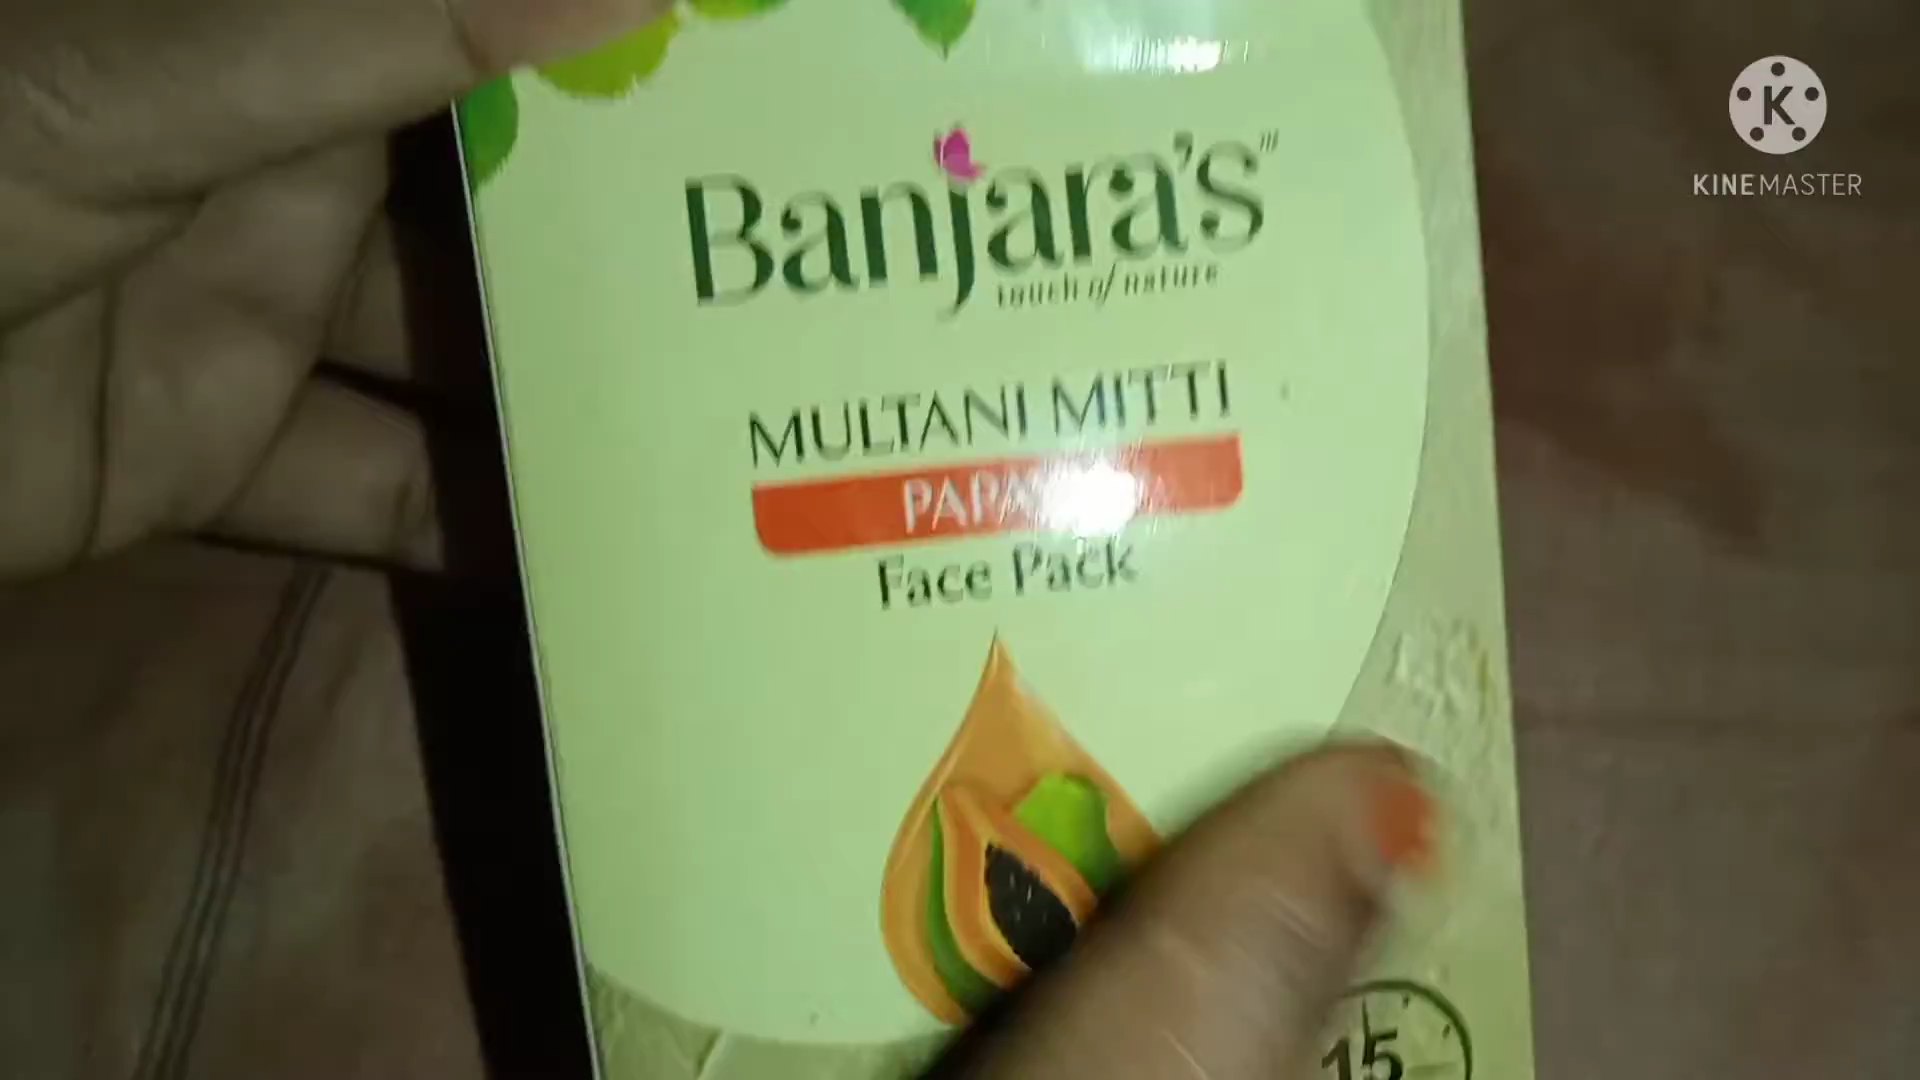 Banjara's
touch of nature
MULTANI MITTI
Face Pack
15
K
KINEMASTER